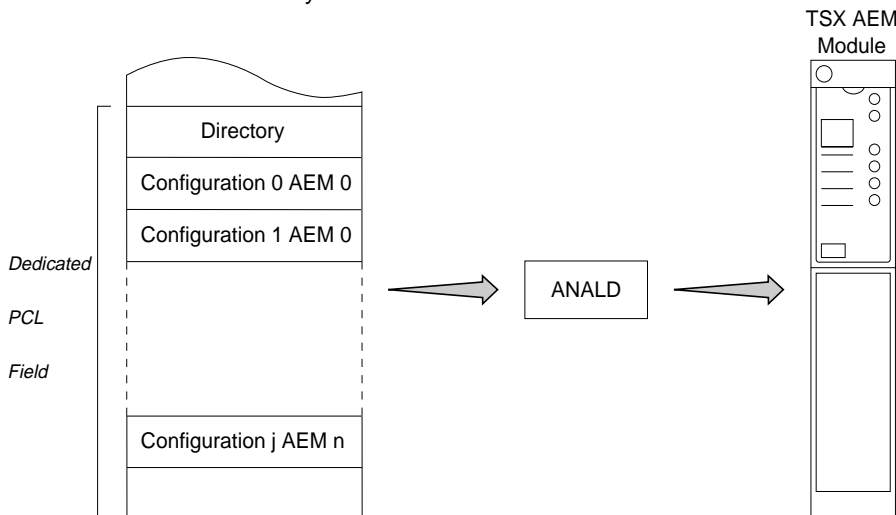 TSX AEM
Module
Directory
Configuration 0 AEM 0
Configuration 1 AEM 0
Dedicated
PCL
Field
ANALD
Configuration j AEM n